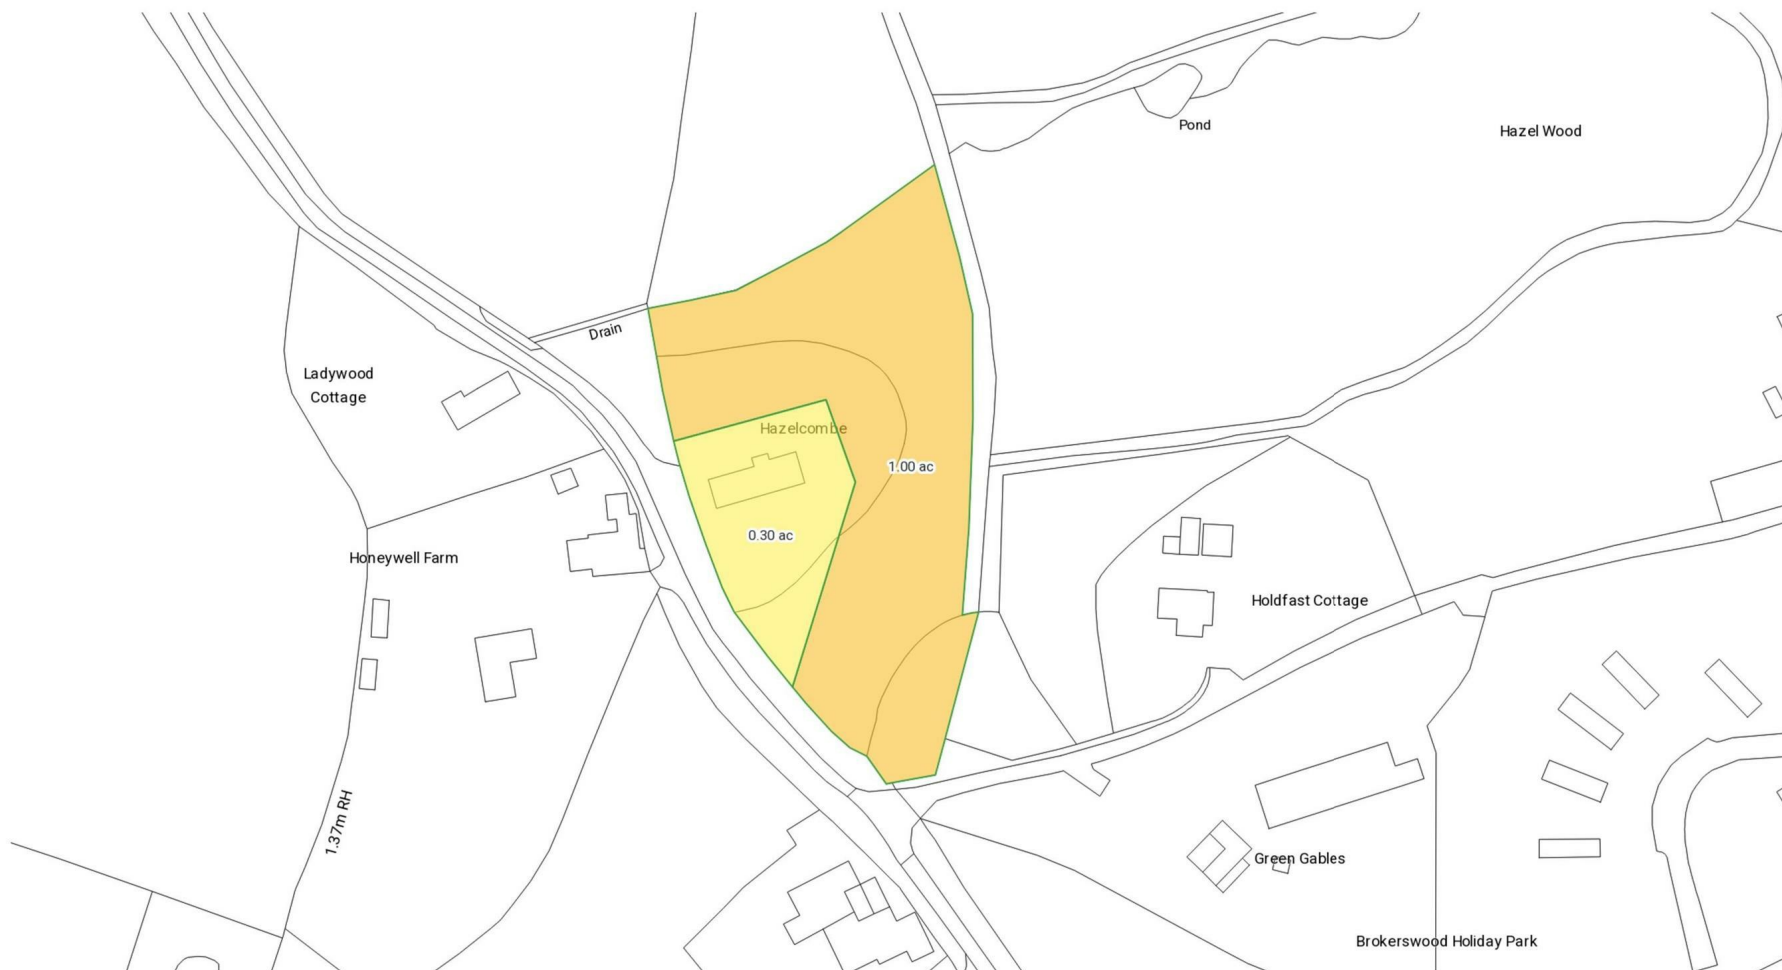 Pond
Hazel Wood
Drain
Ladywood
Cottage
Hazelcombe
1.00 ac
0.30 ac
Honeywell Farm
Holdfast Cottage
1.37m RH
Green Gables
Brokerswood Holiday Park